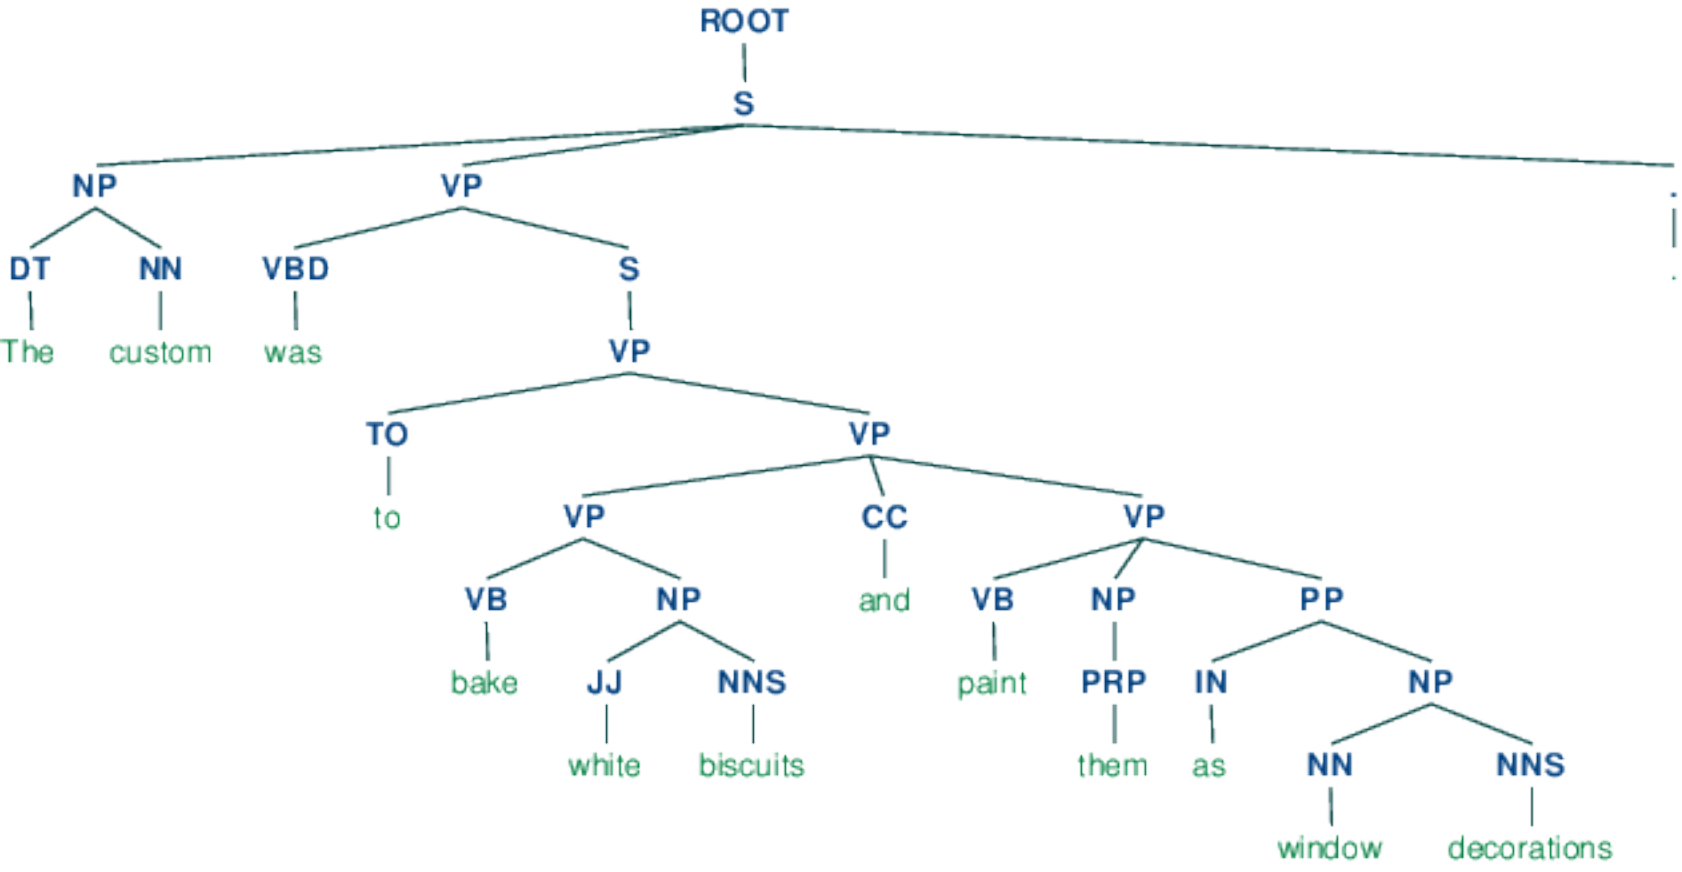 ROOT
S
NP VP .
DT NN VBD S .
The custom was VP
TO VP
to VP CC VP
VB NP and VB NP PP
bake JJ NNS paint PRP IN NP
white biscuits them as NN NNS
window decorations